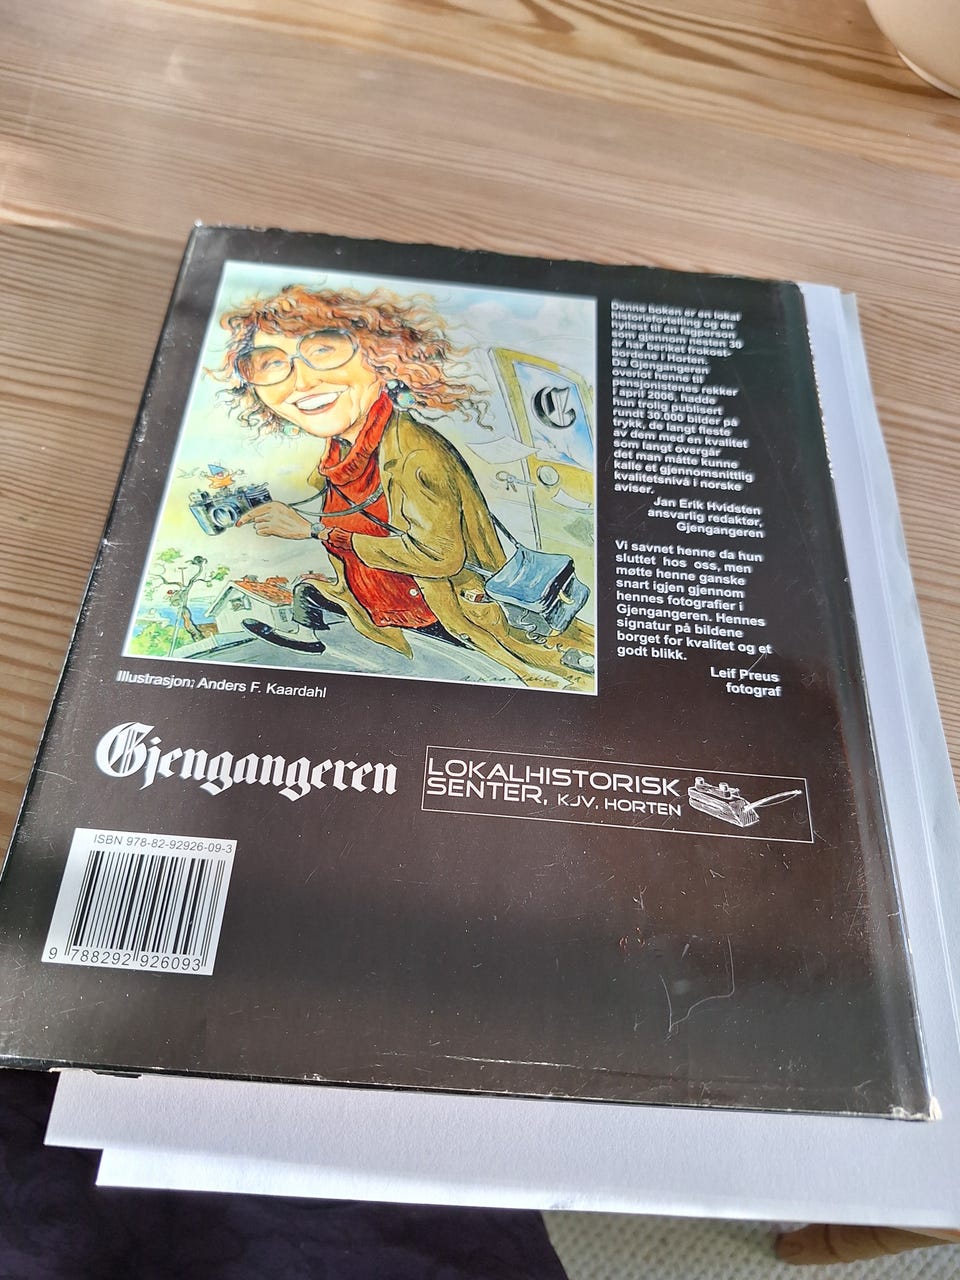 Denne boken er en lokal
historiefortelling og en
hyllest til en fagperson
som gjennom nesten 30
år har beriket frokost-
bordene i Horten.
Da Gjengangeren
overlot henne til
pensjonistenes rekker
i april 2006, hadde
hun trolig publisert
rundt 30.000 bilder på
trykk, de langt fleste
av dem med en kvalitet
som langt overgår
det man måtte kunne
kalle et gjennomsnittlig
kvalitetsnivå i norske
aviser.
Jan Erik Hvidsten
ansvarlig redaktør,
Gjengangeren
Vi savnet henne da hun
sluttet hos oss, men
møtte henne ganske
snart igjen gjennom
hennes fotografier i
Gjengangeren. Hennes
signatur på bildene
borget for kvalitet og et
godt blikk.
Leif Preus
fotograf
G
Illustrasjon: Anders F. Kaardahl
Gjengangeren
LOKALHISTORISK
SENTER, KJV, HORTEN
ISBN 978-82-92926-09-3
9 788292 926093